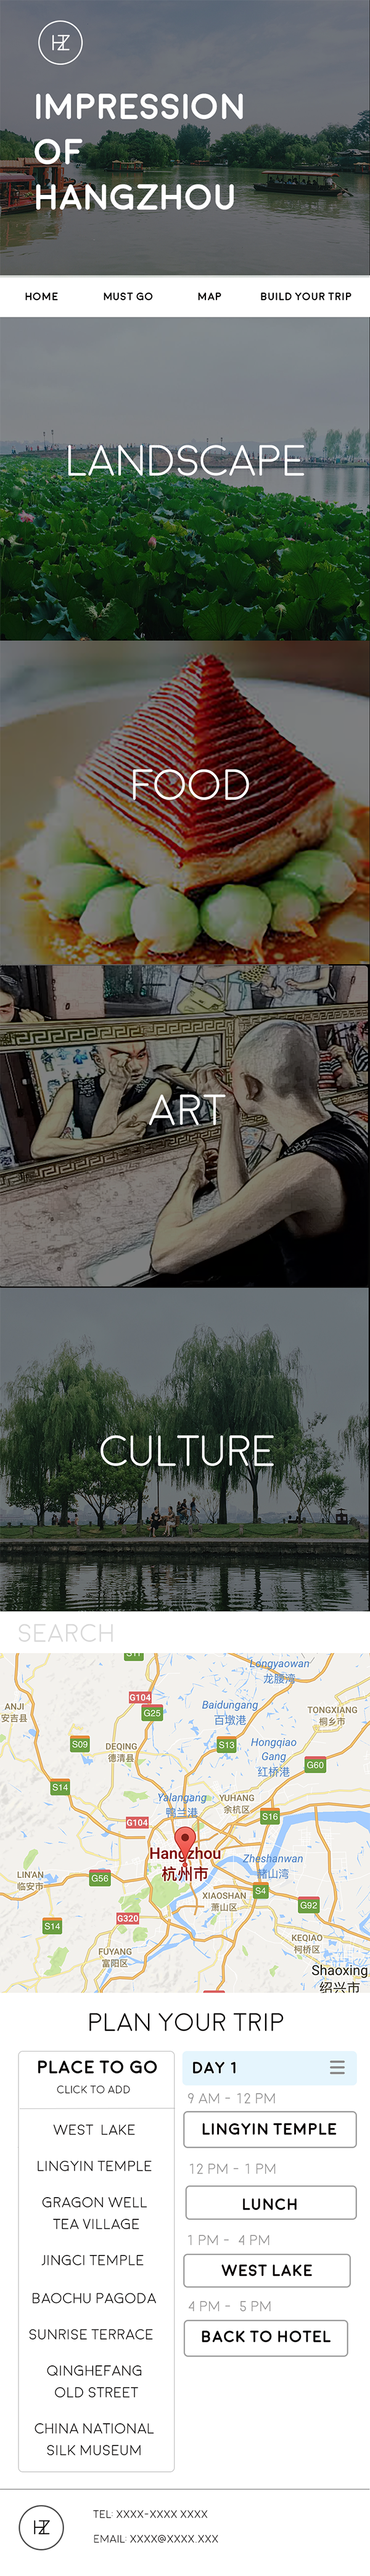 HZ
IMPRESSION
OF
HANGZHOU
HOME MUST GO MAP BUILD YOUR TRIP
LANDSCAPE
FOOD
ART
CULTURE
SEARCH
Longyaowan
龙腰湾
G104
G25
Baidungang
百墩港
ANJI
安吉县
TONGXIANG
桐乡市
S09
DEQING
德清县
S13
Hongqiao
Gang
红桥港
G60
S14
Yalangang
鸭兰港
YUHANG
余杭区
S16
G104
Hangzhou
杭州市
Zheshanwan
赭山湾
LIN'AN
临安市
G56
XIAOSHAN
萧山区
S4
G92
G320
S14
FUYANG
富阳区
KEQIAO
柯桥区
Shaoxing
绍兴市
PLAN YOUR TRIP
PLACE TO GO
CLICK TO ADD
WEST LAKE
LINGYIN TEMPLE
GRAGON WELL
TEA VILLAGE
JINGCI TEMPLE
BAOCHU PAGODA
SUNRISE TERRACE
QINGHEFANG
OLD STREET
CHINA NATIONAL
SILK MUSEUM
DAY 1
9 AM - 12 PM
LINGYIN TEMPLE
12 PM - 1 PM
LUNCH
1 PM - 4 PM
WEST LAKE
4 PM - 5 PM
BACK TO HOTEL
HZ
TEL: XXXX-XXXX XXXX
EMAIL: XXXX@XXXX.XXX